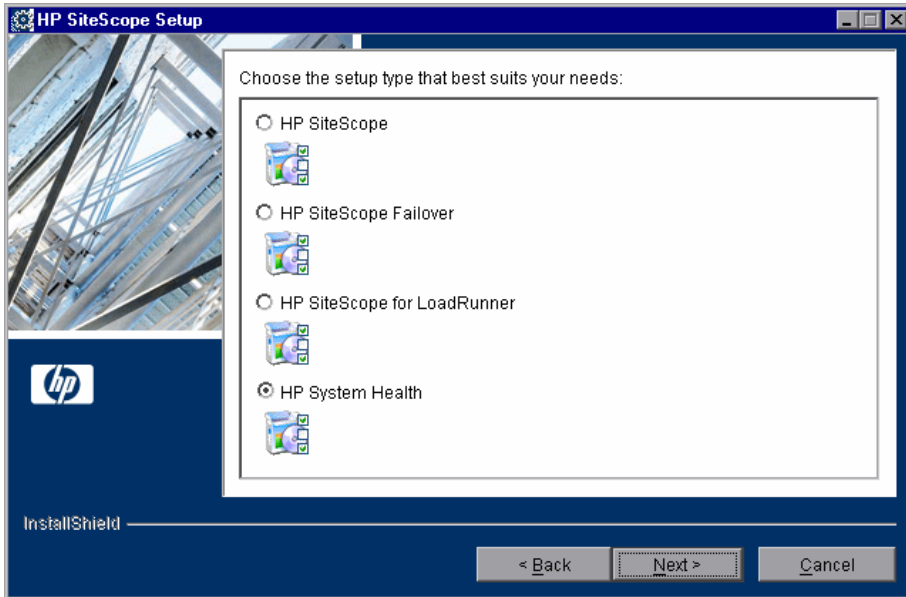 HP SiteScope Setup
Choose the setup type that best suits your needs:
HP SiteScope
HP SiteScope Failover
HP SiteScope for LoadRunner
HP System Health
hp
InstallShield
< Back
Next >
Cancel